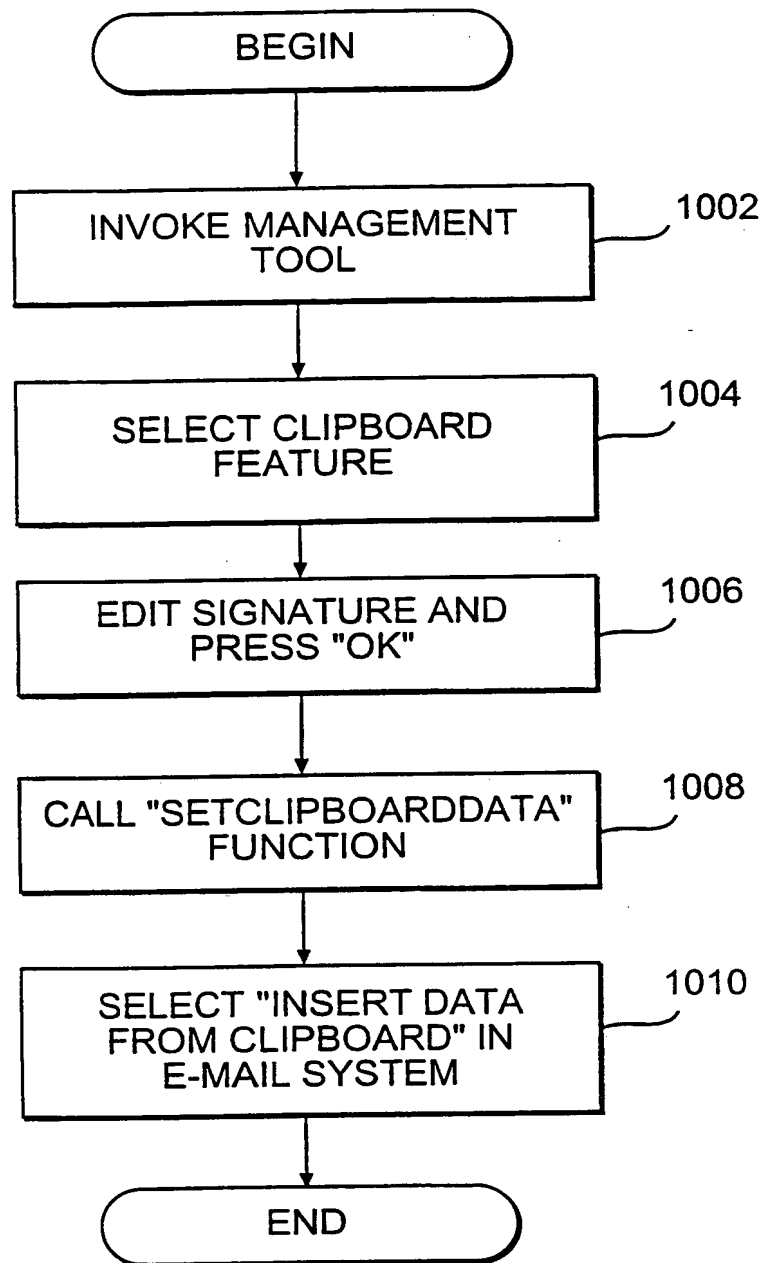 BEGIN
INVOKE MANAGEMENT
TOOL
1002
SELECT CLIPBOARD
FEATURE
1004
EDIT SIGNATURE AND
PRESS "OK"
1006
CALL "SETCLIPBOARDDATA"
FUNCTION
1008
SELECT "INSERT DATA
FROM CLIPBOARD" IN
E-MAIL SYSTEM
1010
END